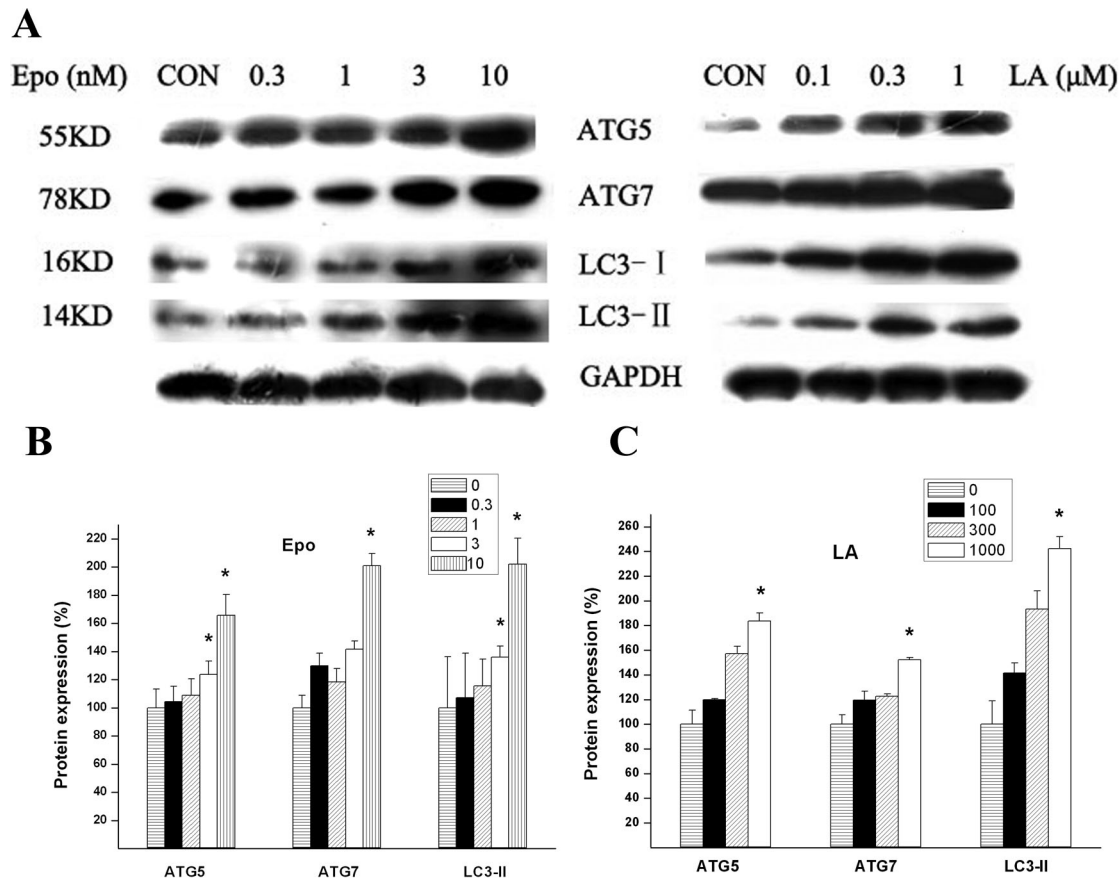 A
Epo (nM) CON 0.3 1 3 10
CON 0.1 0.3 1 LA (μM)
55KD
ATG5
78KD
ATG7
16KD
LC3-Ⅰ
14KD
LC3-Ⅱ
GAPDH
B
0
0.3
1
3
10
Epo
Protein expression (%)
220
200
180
160
140
120
100
80
60
40
20
* * * * *
ATG5 ATG7 LC3-II
C
0
100
300
1000
LA
Protein expression (%)
260
240
220
200
180
160
140
120
100
80
60
40
20
* * *
ATG5 ATG7 LC3-II